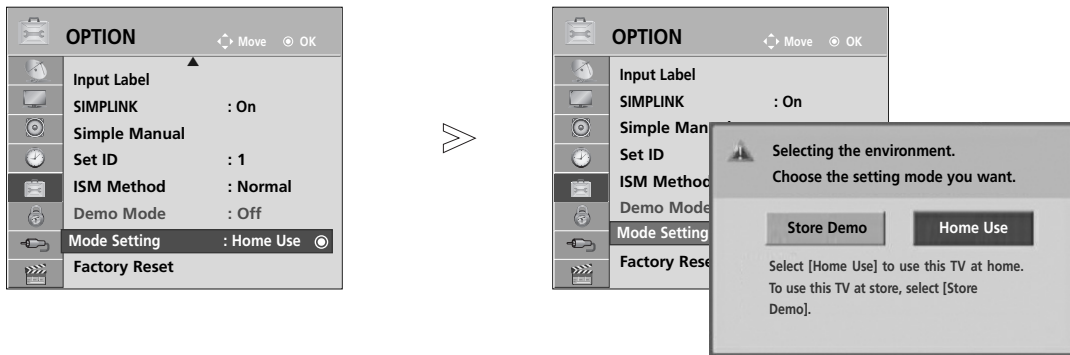 OPTION
Move OK
Input Label
SIMPLINK : On
Simple Manual
Set ID : 1
ISM Method : Normal
Demo Mode : Off
Mode Setting : Home Use
Factory Reset
OPTION
Move OK
Input Label
SIMPLINK : On
Simple Man
Set ID
ISM Method
Demo Mode
Mode Setting
Factory Rese
Selecting the environment.
Choose the setting mode you want.
Store Demo Home Use
Select [Home Use] to use this TV at home.
To use this TV at store, select [Store
Demo].